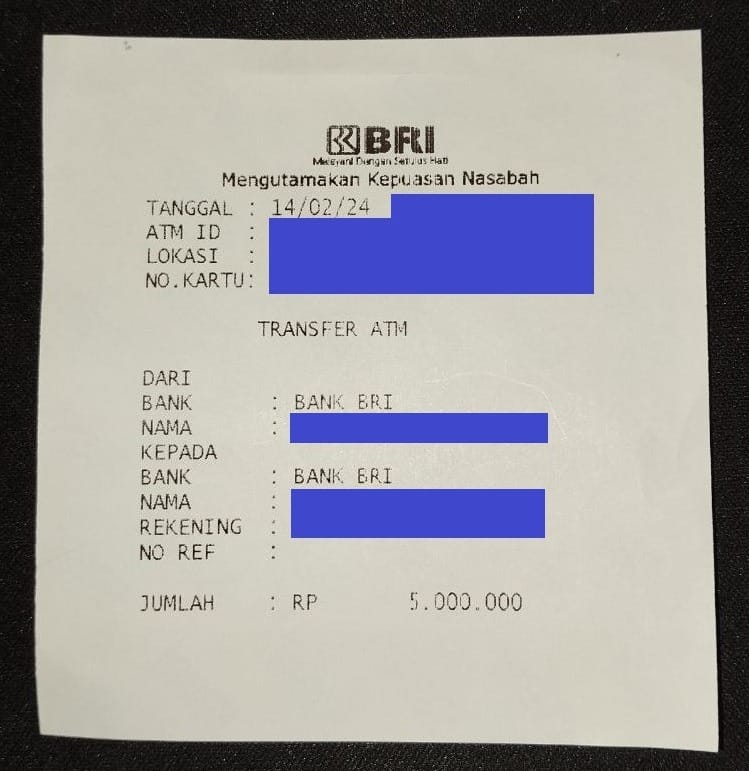 BRI
Melayani Dengan Setulus Hati
Mengutamakan Kepuasan Nasabah
TANGGAL : 14/02/24
ATM ID :
LOKASI :
NO.KARTU:
TRANSFER ATM
DARI
BANK : BANK BRI
NAMA :
KEPADA
BANK : BANK BRI
NAMA :
REKENING :
NO REF :
JUMLAH : RP 5.000.000